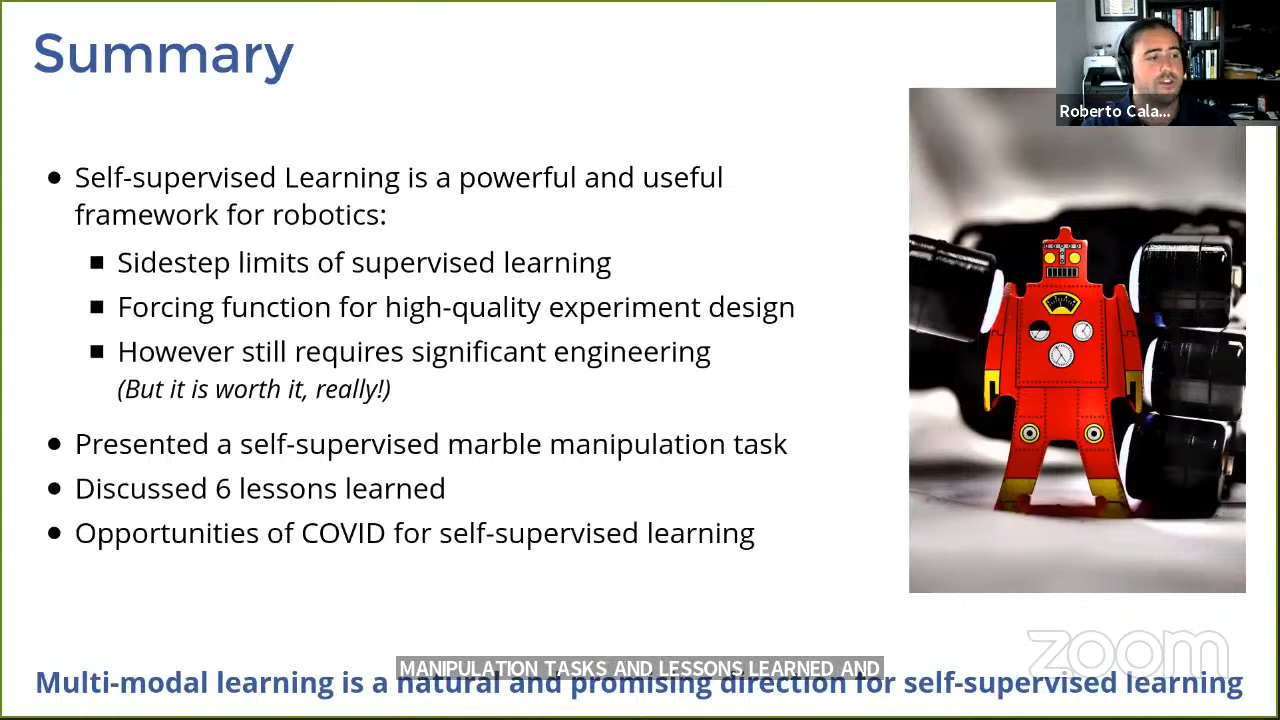 Summary
Roberto Cala...
● Self-supervised Learning is a powerful and useful
framework for robotics:
■ Sidestep limits of supervised learning
■ Forcing function for high-quality experiment design
■ However still requires significant engineering
(But it is worth it, really!)
● Presented a self-supervised marble manipulation task
● Discussed 6 lessons learned
● Opportunities of COVID for self-supervised learning
zoom
MANIPULATION TASKS AND LESSONS LEARNED AND
Multi-modal learning is a natural and promising direction for self-supervised learning